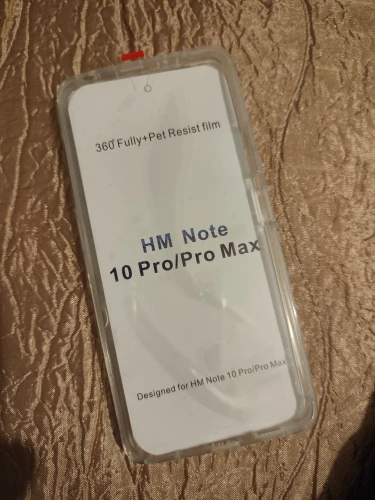 360°Fully+Pet Resist film
HM Note
10 Pro/Pro Max
Designed for HM Note 10 Pro/Pro Max